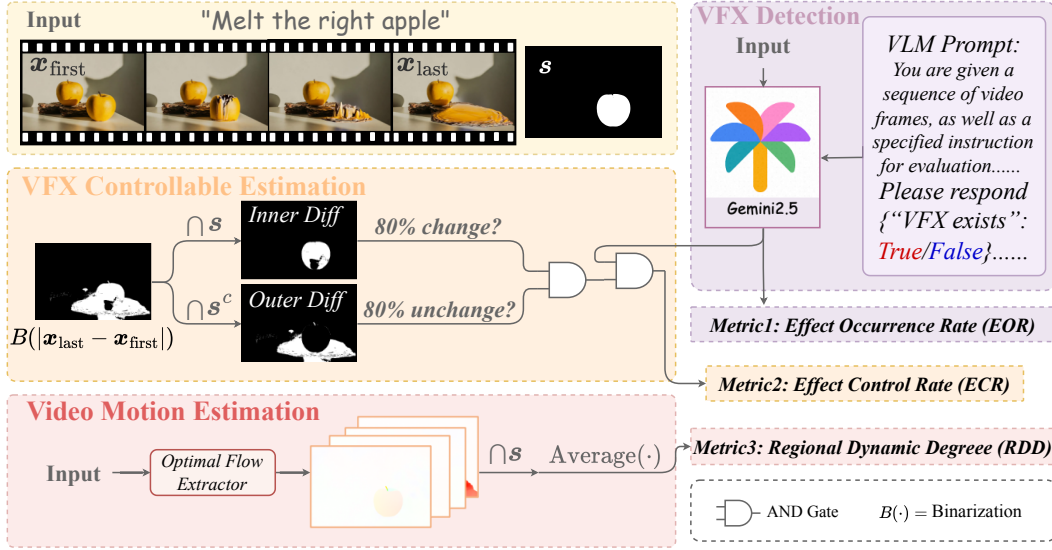 Input
"Melt the right apple"
x_first
x_last
s
VFX Controllable Estimation
∩ s
Inner Diff
80% change?
∩ s^c
Outer Diff
80% unchange?
B(|x_last − x_first|)
Video Motion Estimation
Input
Optimal Flow
Extractor
∩s
Average(·)
VFX Detection
Input
Gemini2.5
VLM Prompt:
You are given a
sequence of video
frames, as well as a
specified instruction
for evaluation......
Please respond
{“VFX exists”:
True/False}......
Metric1: Effect Occurrence Rate (EOR)
Metric2: Effect Control Rate (ECR)
Metric3: Regional Dynamic Degreee (RDD)
AND Gate
B(·) = Binarization